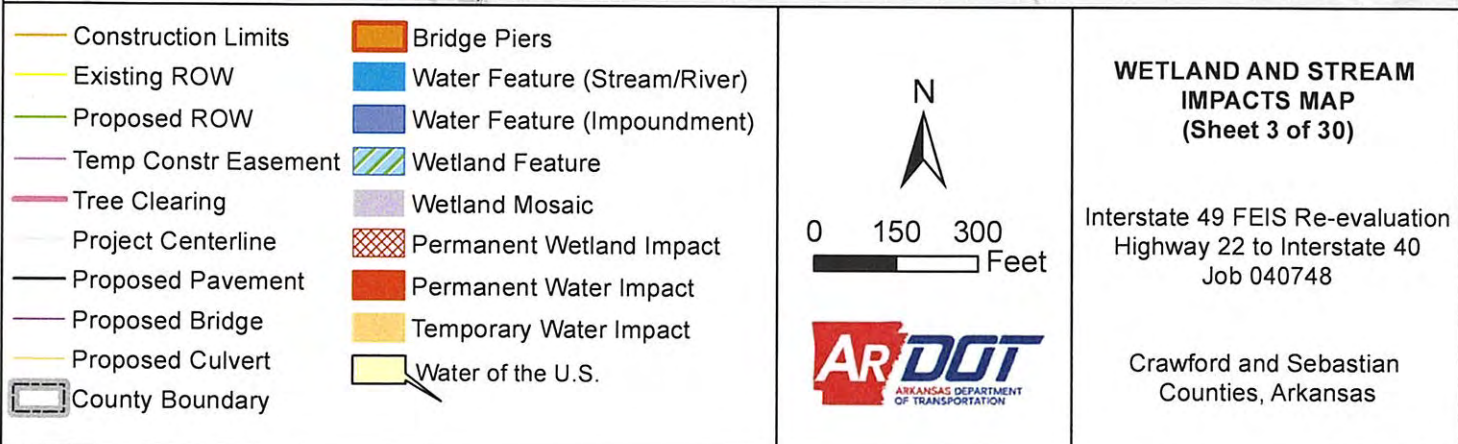 Construction Limits
Existing ROW
Proposed ROW
Temp Constr Easement
Tree Clearing
Project Centerline
Proposed Pavement
Proposed Bridge
Proposed Culvert
County Boundary
Bridge Piers
Water Feature (Stream/River)
Water Feature (Impoundment)
Wetland Feature
Wetland Mosaic
Permanent Wetland Impact
Permanent Water Impact
Temporary Water Impact
Water of the U.S.
N
0 150 300
Feet
ARDOT
ARKANSAS DEPARTMENT
OF TRANSPORTATION
WETLAND AND STREAM
IMPACTS MAP
(Sheet 3 of 30)
Interstate 49 FEIS Re-evaluation
Highway 22 to Interstate 40
Job 040748
Crawford and Sebastian
Counties, Arkansas